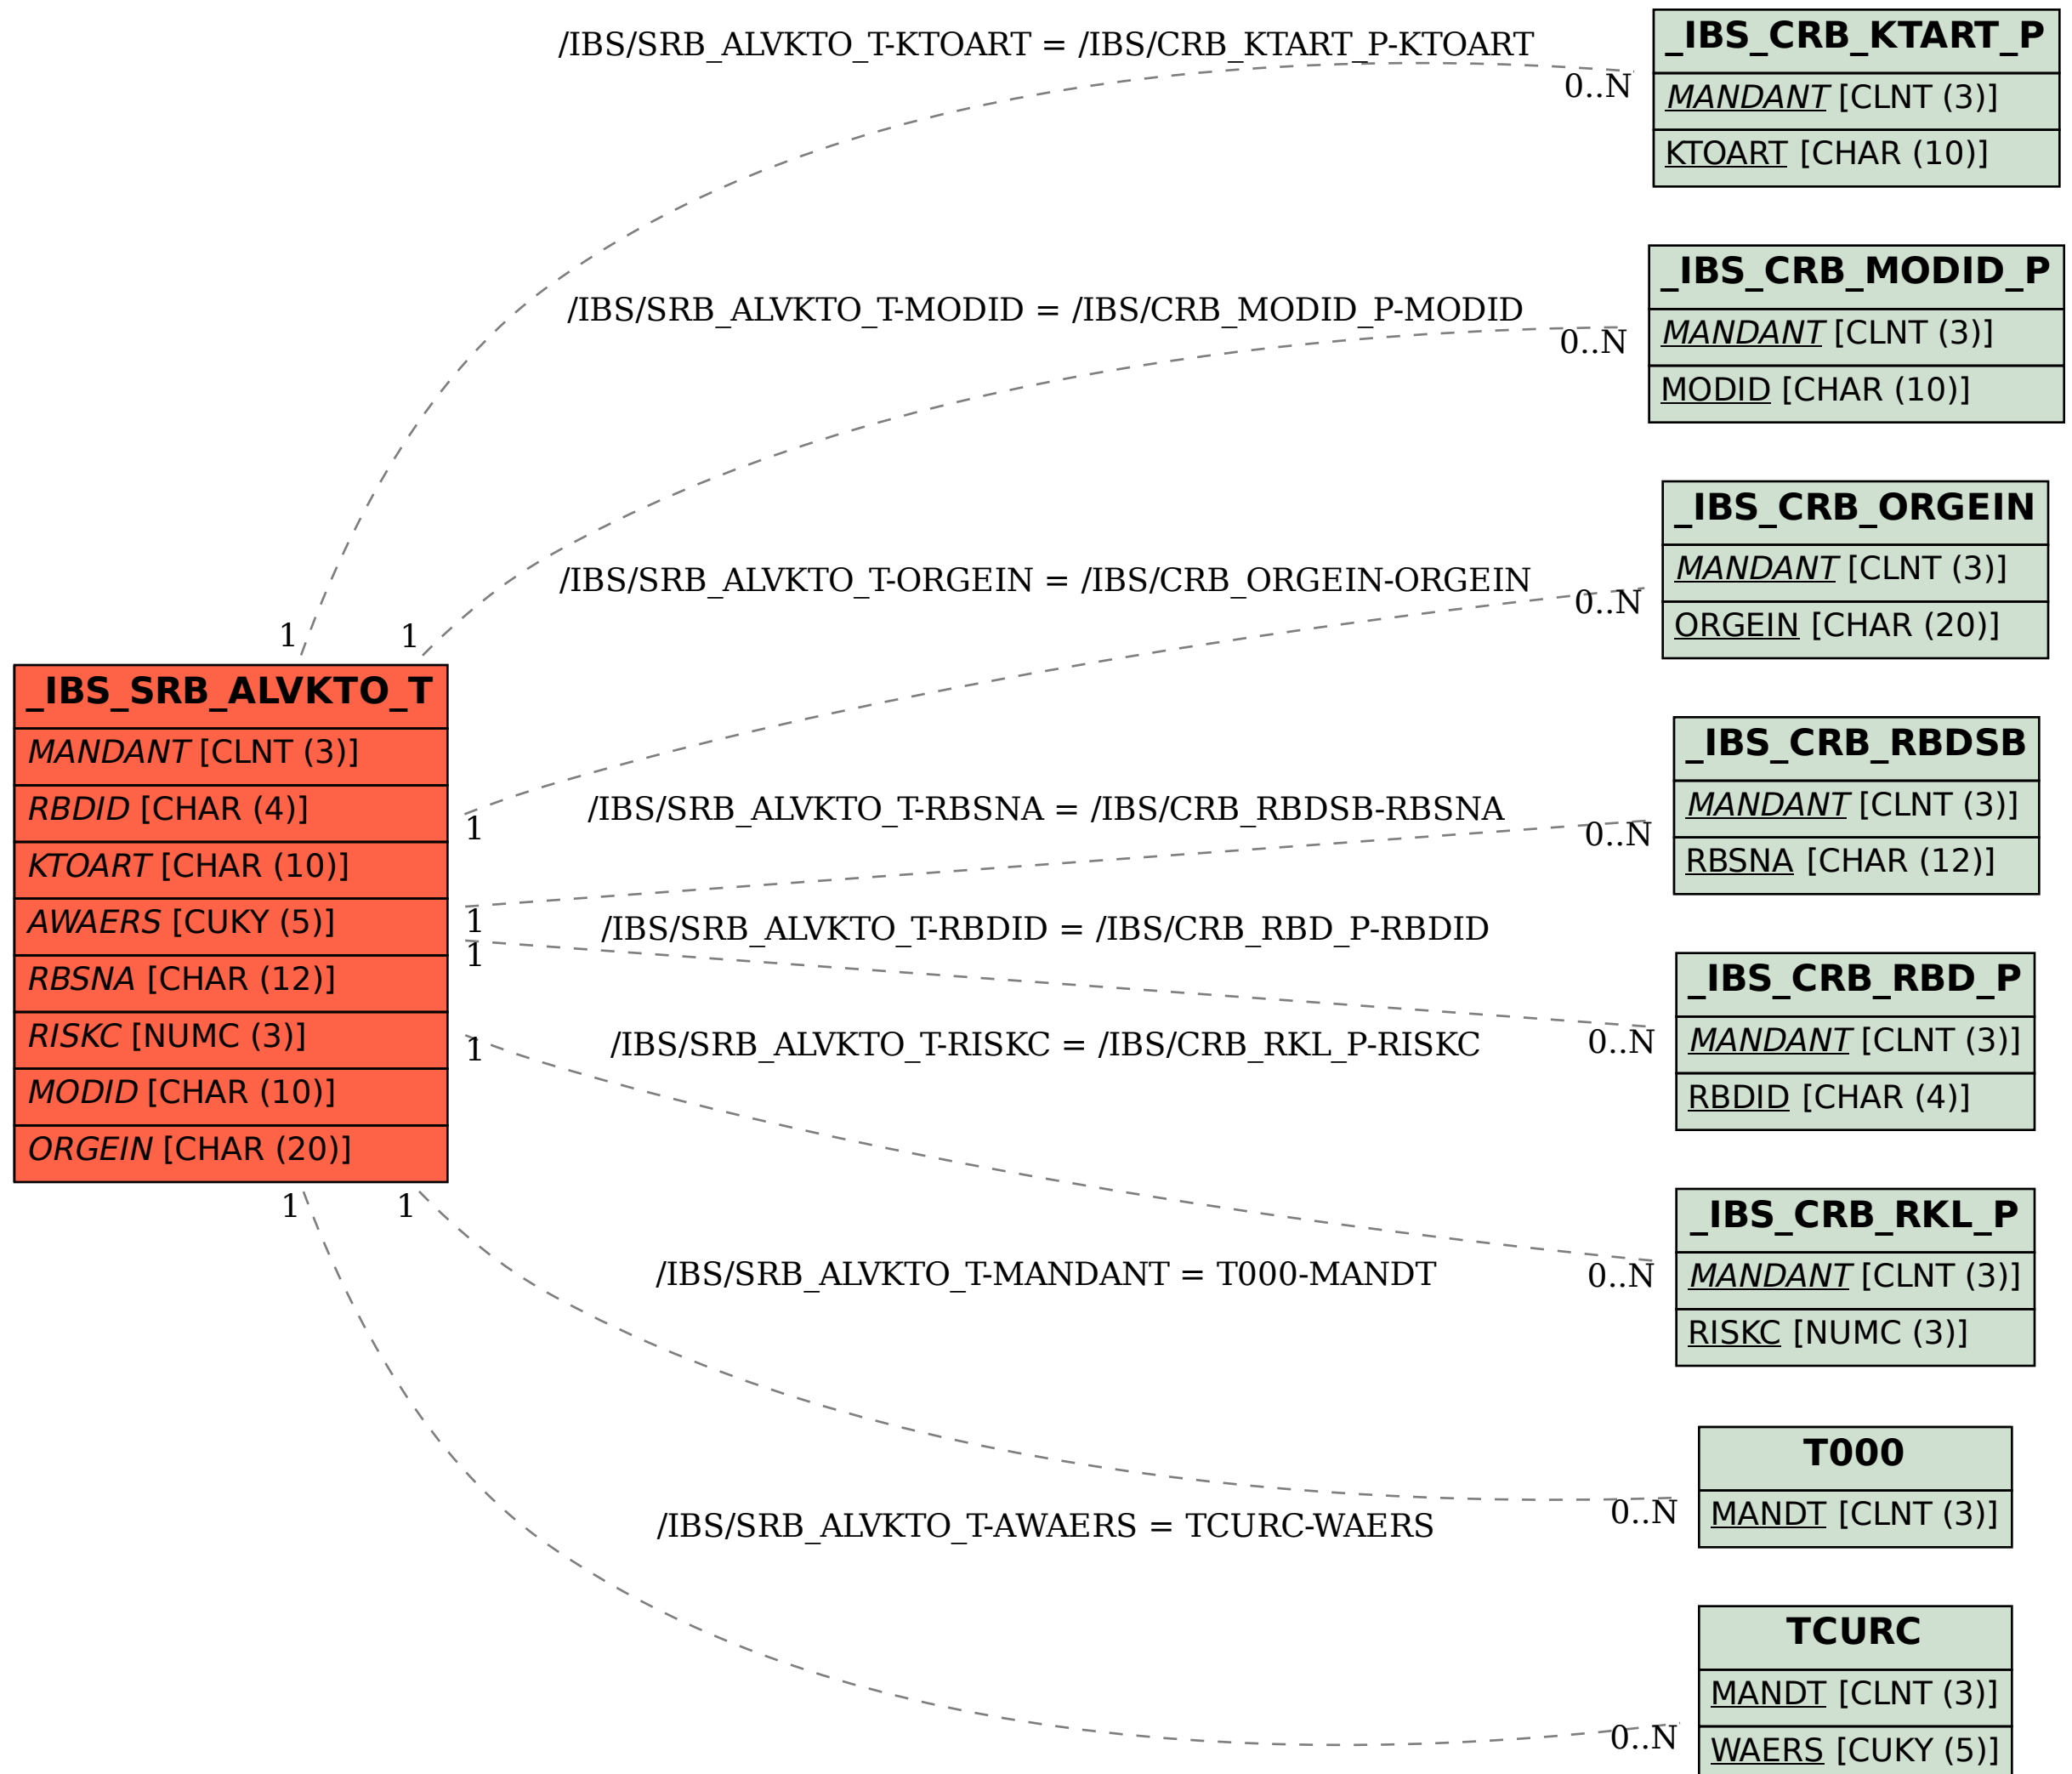 /IBS/SRB_ALVKTO_T-KTOART = /IBS/CRB_KTART_P-KTOART
0..N
_IBS_CRB_KTART_P
MANDANT [CLNT (3)]
KTOART [CHAR (10)]
/IBS/SRB_ALVKTO_T-MODID = /IBS/CRB_MODID_P-MODID
0..N
_IBS_CRB_MODID_P
MANDANT [CLNT (3)]
MODID [CHAR (10)]
/IBS/SRB_ALVKTO_T-ORGEIN = /IBS/CRB_ORGEIN-ORGEIN
0..N
_IBS_CRB_ORGEIN
MANDANT [CLNT (3)]
ORGEIN [CHAR (20)]
1
1
_IBS_SRB_ALVKTO_T
MANDANT [CLNT (3)]
RBDID [CHAR (4)]
KTOART [CHAR (10)]
AWAERS [CUKY (5)]
RBSNA [CHAR (12)]
RISKC [NUMC (3)]
MODID [CHAR (10)]
ORGEIN [CHAR (20)]
1
1
1
1
1
1
/IBS/SRB_ALVKTO_T-RBSNA = /IBS/CRB_RBDSB-RBSNA
0..N
_IBS_CRB_RBDSB
MANDANT [CLNT (3)]
RBSNA [CHAR (12)]
/IBS/SRB_ALVKTO_T-RBDID = /IBS/CRB_RBD_P-RBDID
0..N
_IBS_CRB_RBD_P
MANDANT [CLNT (3)]
RBDID [CHAR (4)]
/IBS/SRB_ALVKTO_T-RISKC = /IBS/CRB_RKL_P-RISKC
0..N
_IBS_CRB_RKL_P
MANDANT [CLNT (3)]
RISKC [NUMC (3)]
/IBS/SRB_ALVKTO_T-MANDANT = T000-MANDT
0..N
T000
MANDT [CLNT (3)]
/IBS/SRB_ALVKTO_T-AWAERS = TCURC-WAERS
0..N
TCURC
MANDT [CLNT (3)]
WAERS [CUKY (5)]